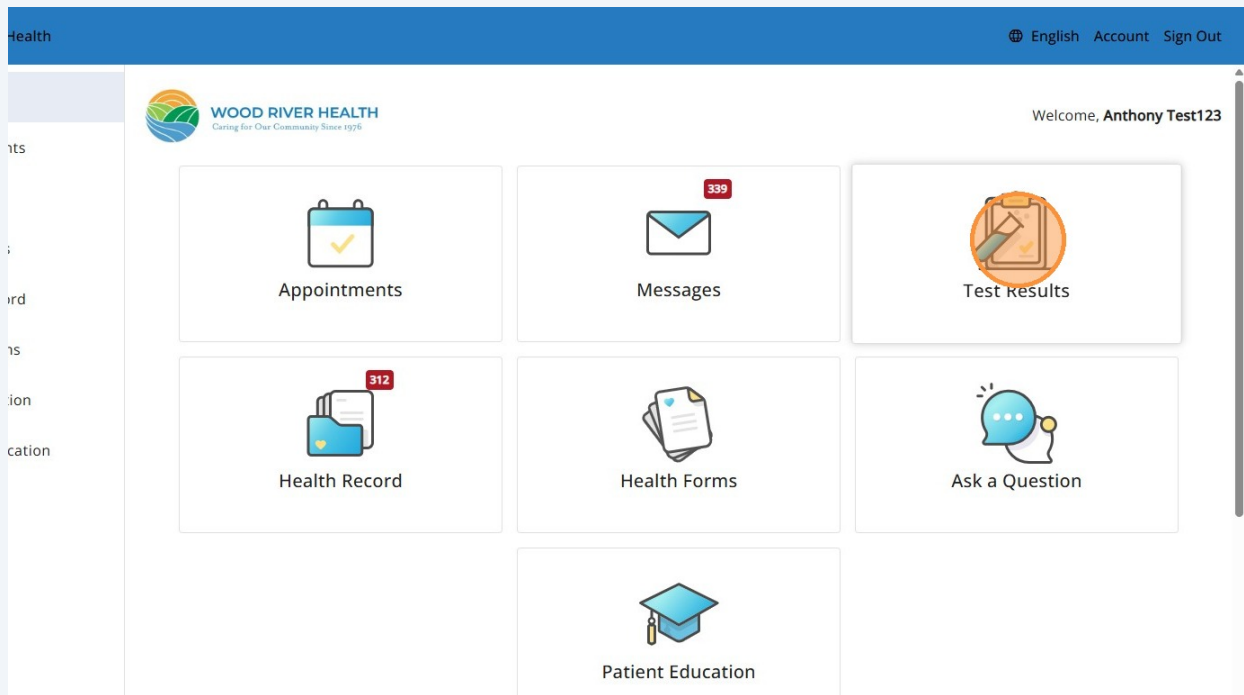 Health
English Account Sign Out
WOOD RIVER HEALTH
Caring for Our Community Since 1976
Welcome, Anthony Test123
nts
s
ord
ns
tion
cation
339
Appointments
Messages
Test Results
312
Health Record
Health Forms
Ask a Question
Patient Education